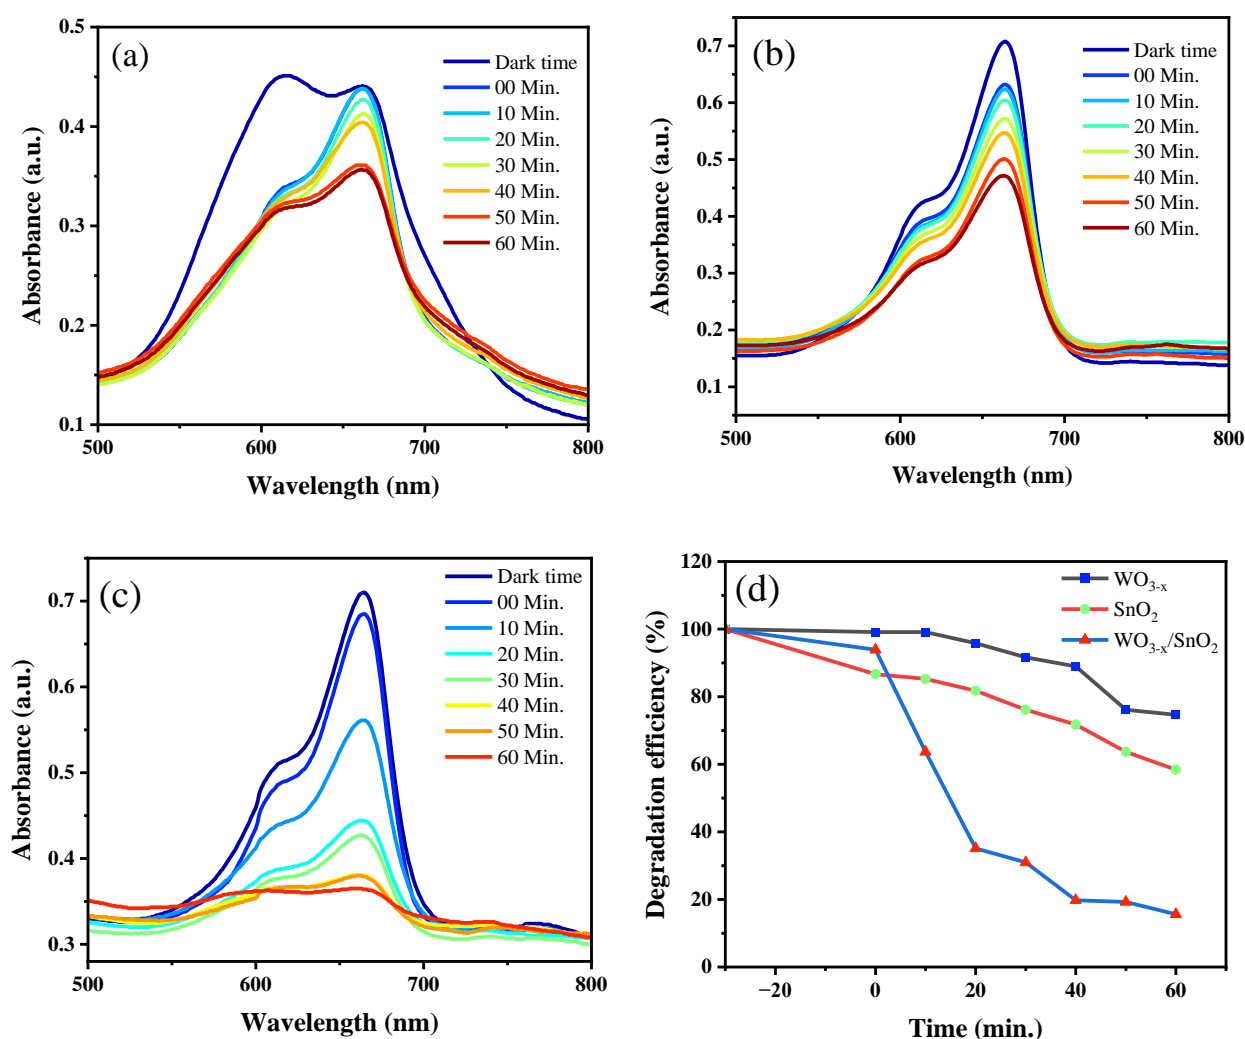 (a)
Dark time
00 Min.
10 Min.
20 Min.
30 Min.
40 Min.
50 Min.
60 Min.
0.5
0.4
0.3
0.2
0.1
500
600
700
800
Absorbance (a.u.)
Wavelength (nm)
(b)
Dark time
00 Min.
10 Min.
20 Min.
30 Min.
40 Min.
50 Min.
60 Min.
0.7
0.6
0.5
0.4
0.3
0.2
0.1
500
600
700
800
Absorbance (a.u.)
Wavelength (nm)
(c)
Dark time
00 Min.
10 Min.
20 Min.
30 Min.
40 Min.
50 Min.
60 Min.
0.7
0.6
0.5
0.4
0.3
500
600
700
800
Absorbance (a.u.)
Wavelength (nm)
(d)
WO3-x
SnO2
WO3-x/SnO2
120
100
80
60
40
20
0
−20
0
20
40
60
Degradation efficiency (%)
Time (min.)